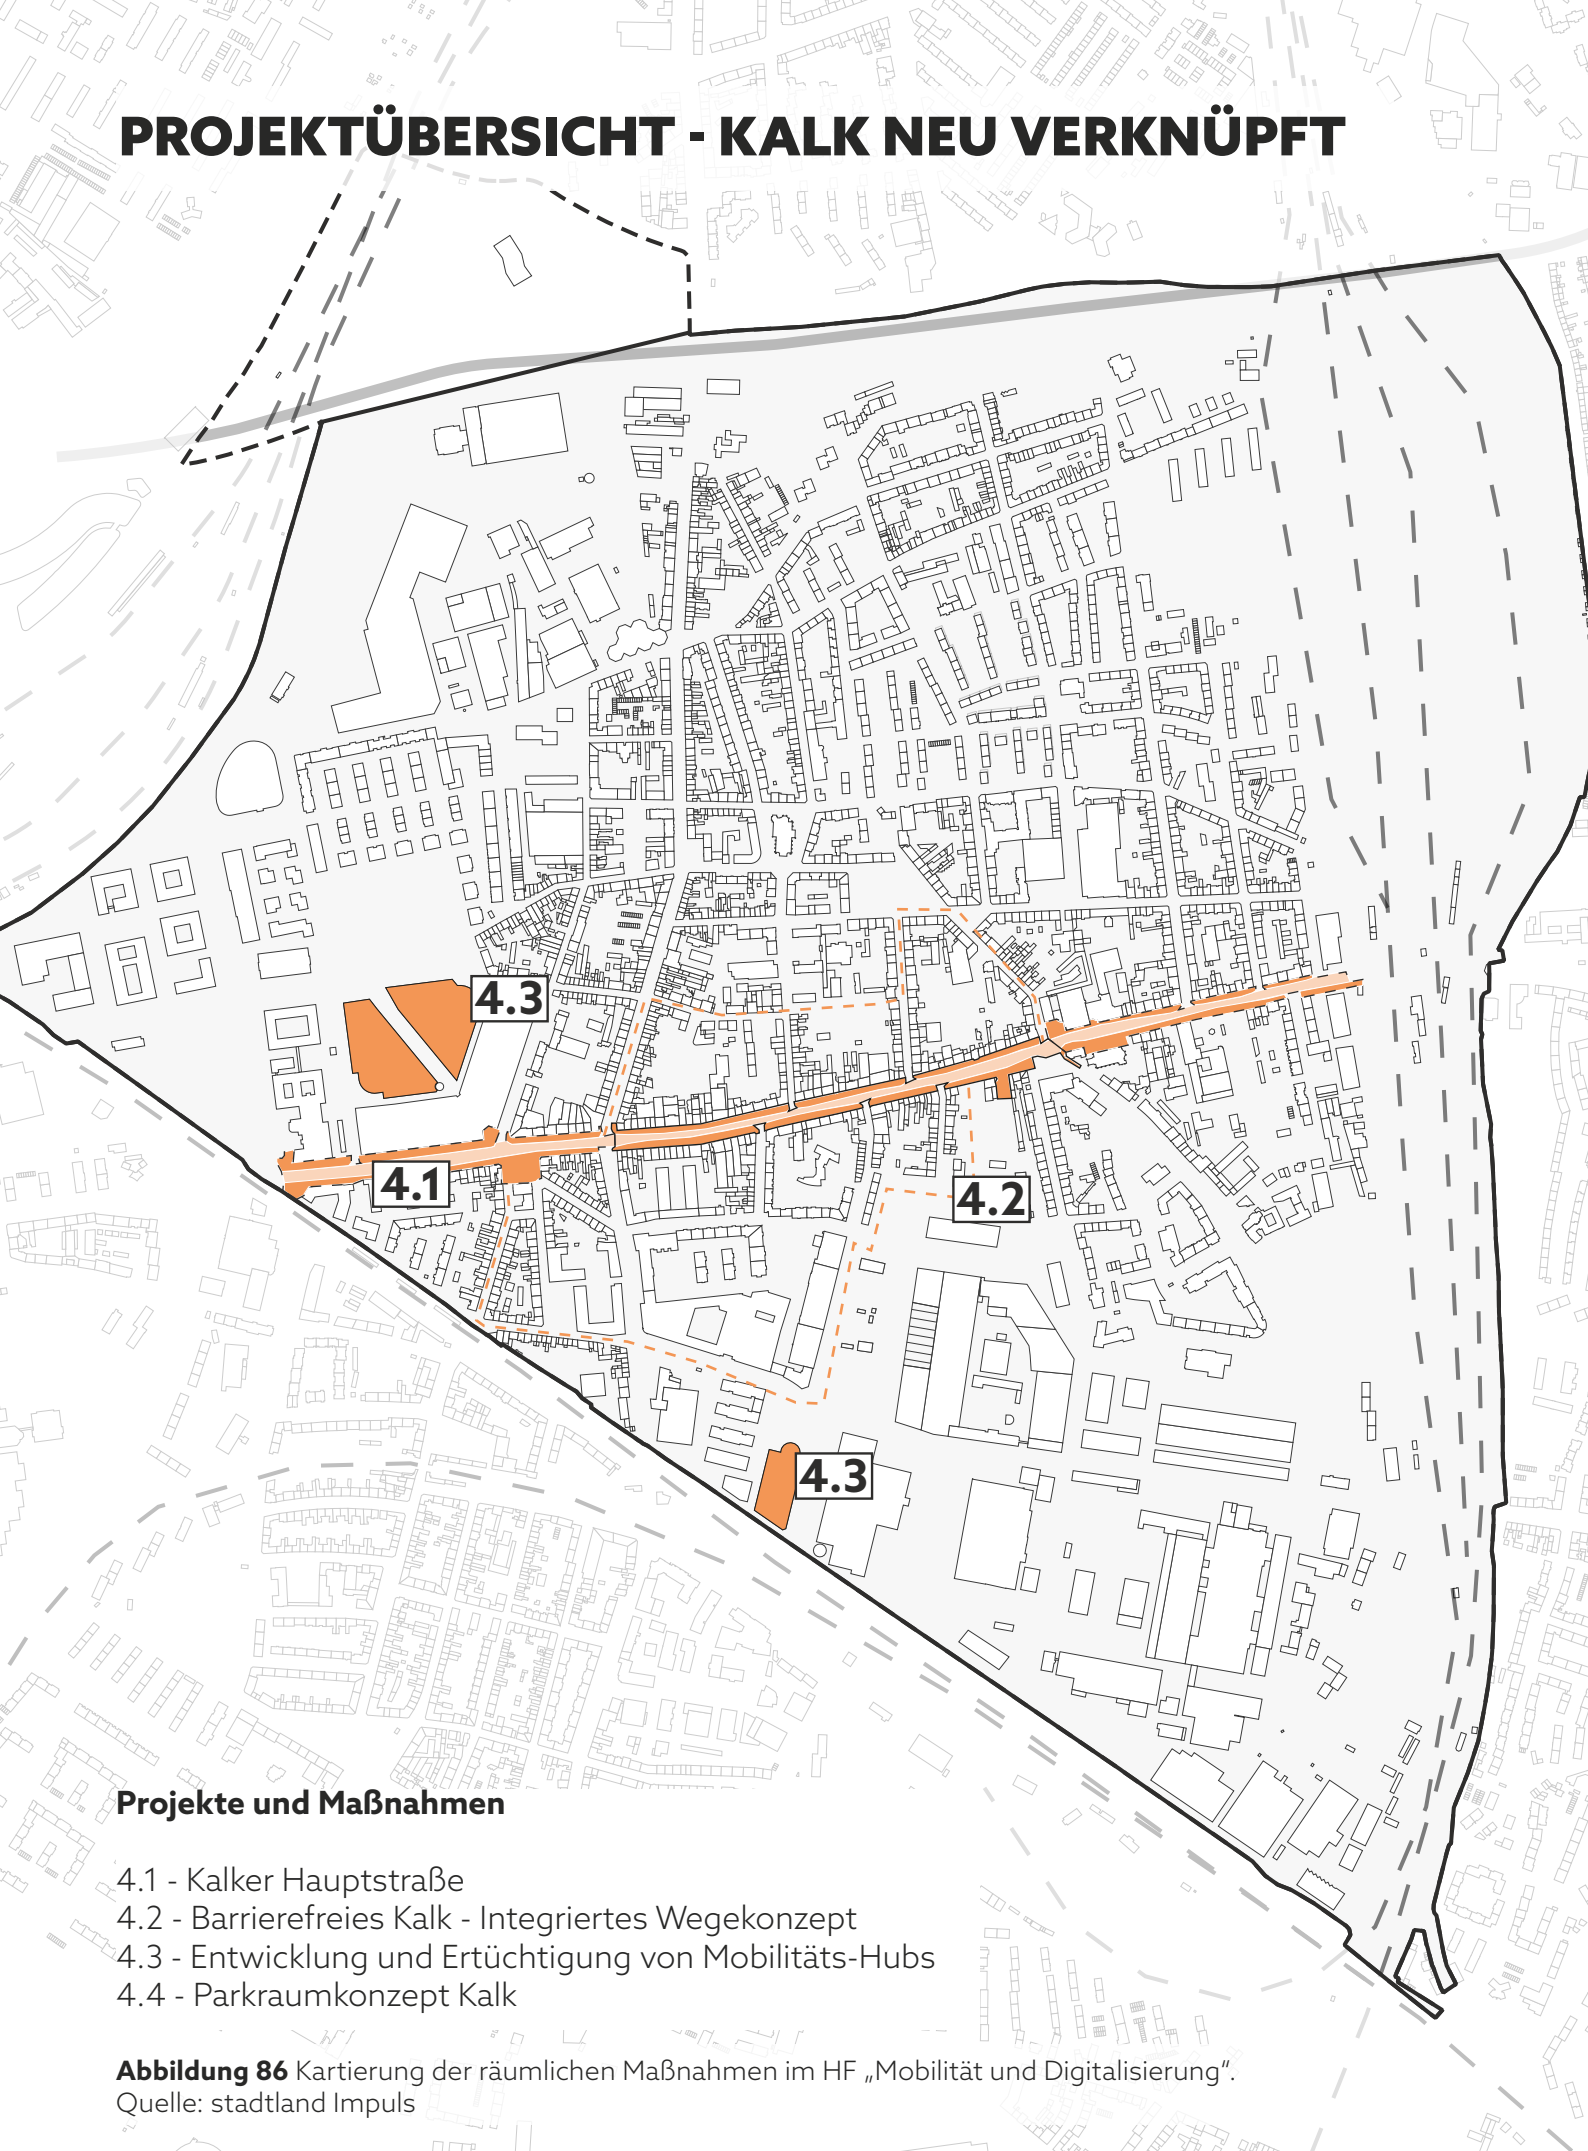 PROJEKTÜBERSICHT - KALK NEU VERKNÜPFT
4.3
4.1
4.2
4.3
Projekte und Maßnahmen
4.1 - Kalker Hauptstraße
4.2 - Barrierefreies Kalk - Integriertes Wegekonzept
4.3 - Entwicklung und Ertüchtigung von Mobilitäts-Hubs
4.4 - Parkraumkonzept Kalk
Abbildung 86 Kartierung der räumlichen Maßnahmen im HF „Mobilität und Digitalisierung“.
Quelle: stadtland Impuls